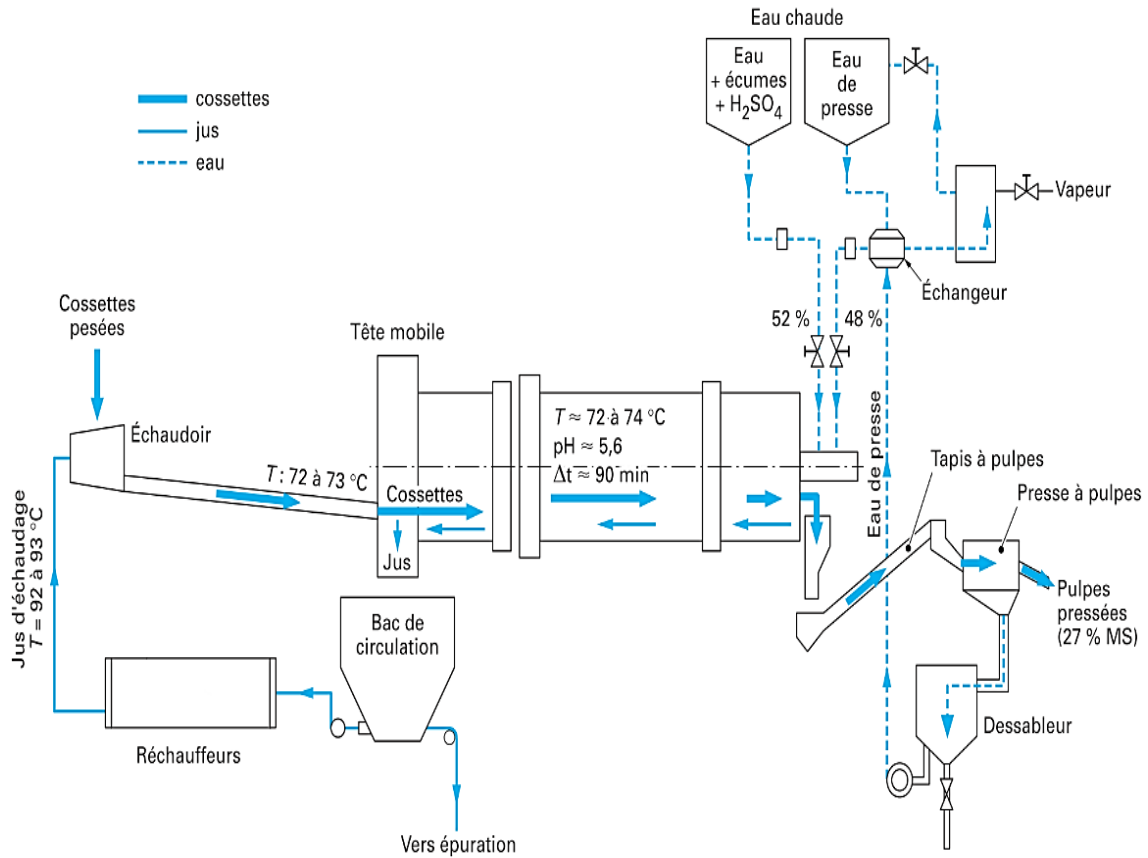 Eau chaude
Eau
+ écumes
+ H₂SO₄
Eau
de
presse
cossettes
jus
eau
Vapeur
Échangeur
52 %
48 %
Cossettes
pesées
Tête mobile
Échaudoir
T : 72 à 73 °C
T ≈ 72 à 74 °C
pH ≈ 5,6
Δt ≈ 90 min
Cossettes
Jus
Eau de presse
Tapis à pulpes
Presse à pulpes
Pulpes
pressées
(27 % MS)
Jus d'échaudage
T = 92 à 93 °C
Bac de
circulation
Réchauffeurs
Dessableur
Vers épuration